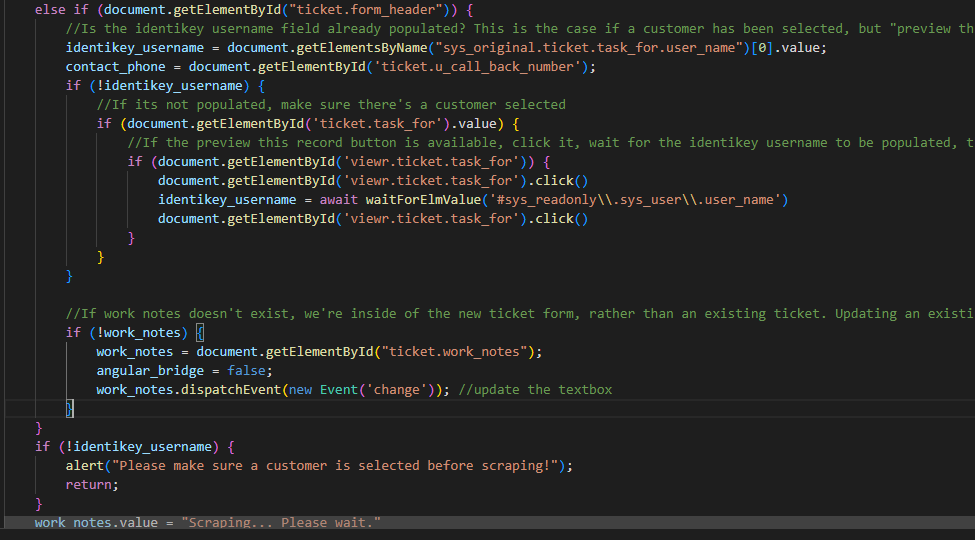 else if (document.getElementById("ticket.form_header")) {
//Is the identikey username field already populated? This is the case if a customer has been selected, but "preview th
identikey_username = document.getElementsByName("sys_original.ticket.task_for.user_name")[0].value;
contact_phone = document.getElementById('ticket.u_call_back_number');
if (!identikey_username) {
//If its not populated, make sure there's a customer selected
if (document.getElementById('ticket.task_for').value) {
//If the preview this record button is available, click it, wait for the identikey username to be populated, t
if (document.getElementById('viewr.ticket.task_for')) {
document.getElementById('viewr.ticket.task_for').click()
identikey_username = await waitForElmValue('#sys_readonly\\.sys_user\\.user_name')
document.getElementById('viewr.ticket.task_for').click()
}
}
}
//If work notes doesn't exist, we're inside of the new ticket form, rather than an existing ticket. Updating an existi
if (!work_notes) {
work_notes = document.getElementById("ticket.work_notes");
angular_bridge = false;
work_notes.dispatchEvent(new Event('change')); //update the textbox
}
}
if (!identikey_username) {
alert("Please make sure a customer is selected before scraping!");
return;
}
work_notes.value = "Scraping... Please wait."